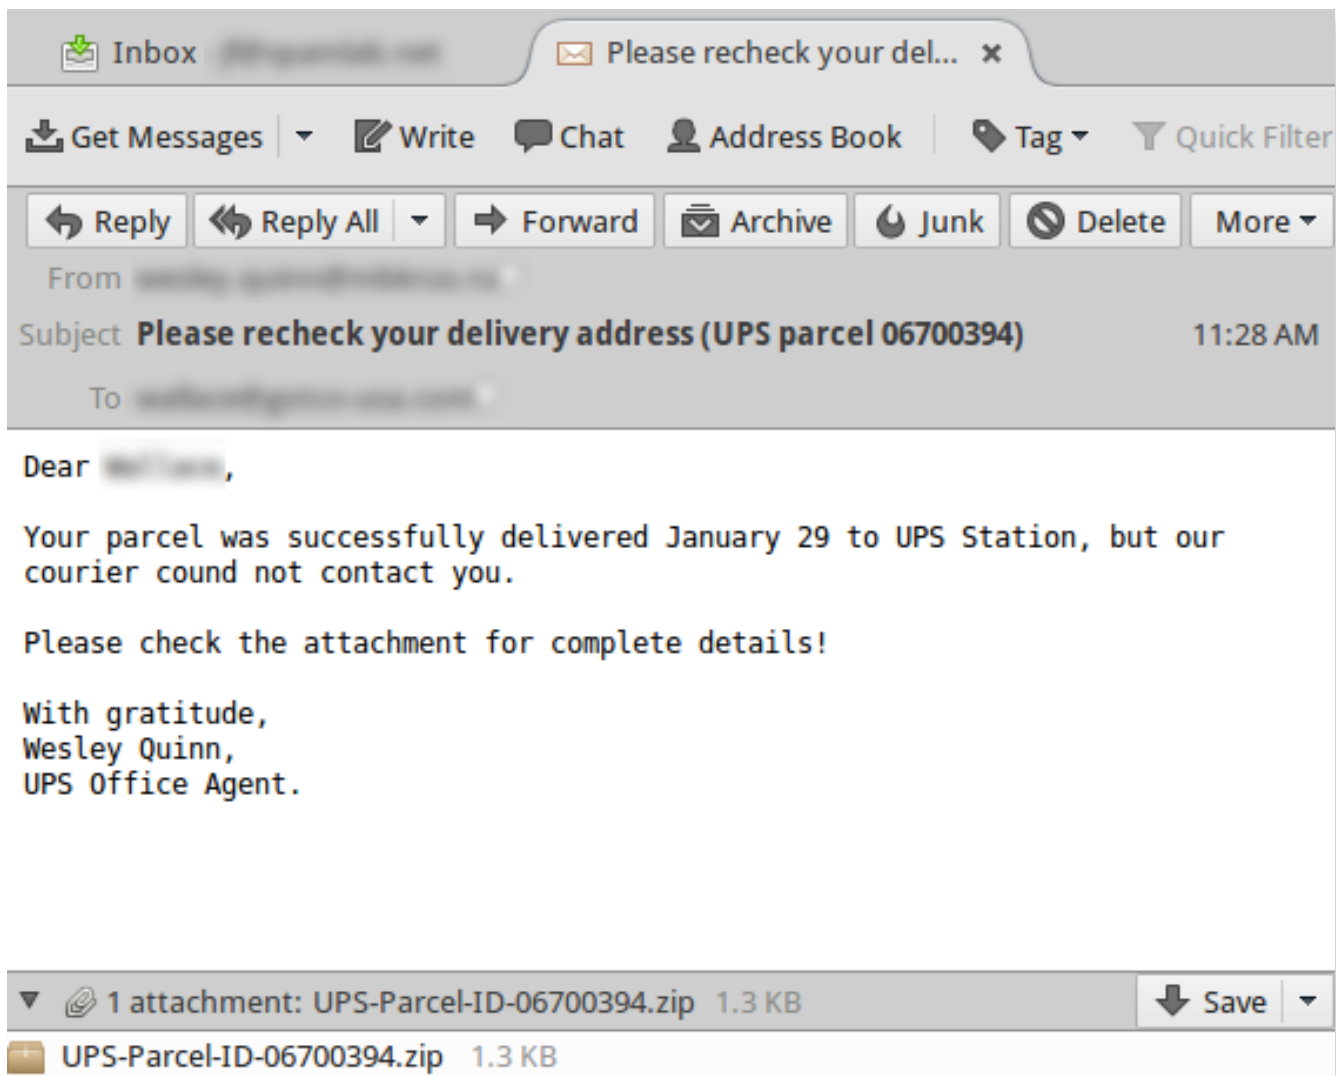 Inbox
Please recheck your del...
Get Messages Write Chat Address Book Tag Quick Filter
Reply Reply All Forward Archive Junk Delete More
From
Subject Please recheck your delivery address (UPS parcel 06700394) 11:28 AM
To
Dear ,
Your parcel was successfully delivered January 29 to UPS Station, but our
courier cound not contact you.
Please check the attachment for complete details!
With gratitude,
Wesley Quinn,
UPS Office Agent.
1 attachment: UPS-Parcel-ID-06700394.zip 1.3 KB Save
UPS-Parcel-ID-06700394.zip 1.3 KB